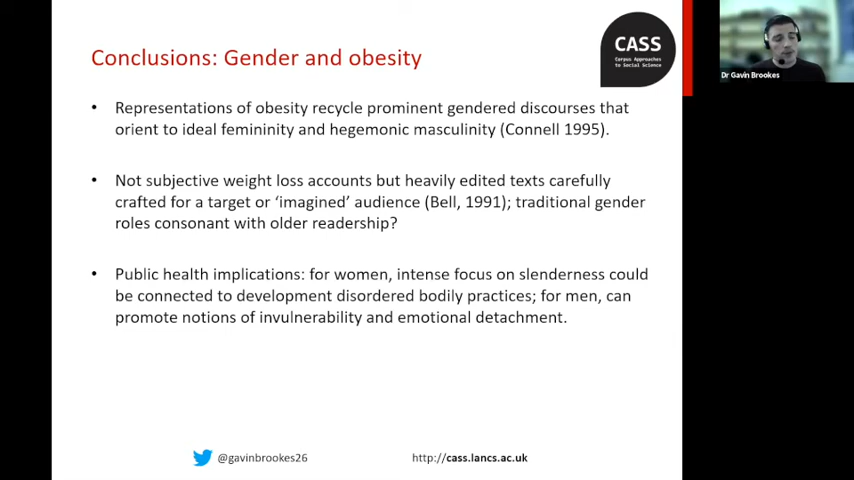 Conclusions: Gender and obesity
CASS
Corpus Approaches
to Social Science
Dr Gavin Brookes
• Representations of obesity recycle prominent gendered discourses that
orient to ideal femininity and hegemonic masculinity (Connell 1995).
• Not subjective weight loss accounts but heavily edited texts carefully
crafted for a target or ‘imagined’ audience (Bell, 1991); traditional gender
roles consonant with older readership?
• Public health implications: for women, intense focus on slenderness could
be connected to development disordered bodily practices; for men, can
promote notions of invulnerability and emotional detachment.
@gavinbrookes26
http://cass.lancs.ac.uk